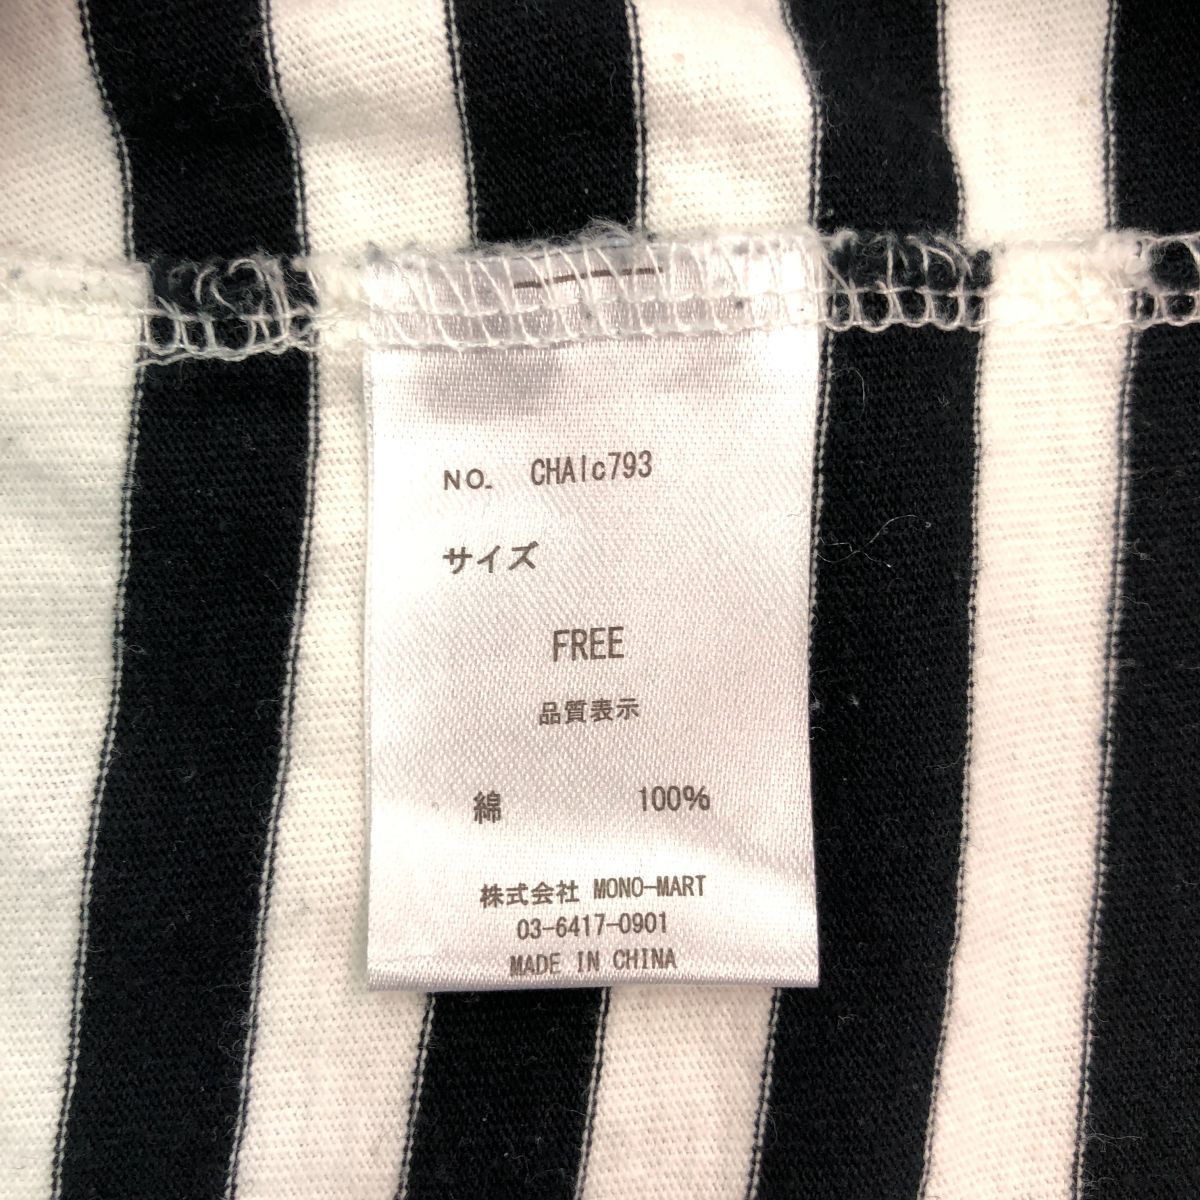 NO. CHAlc793
サイズ
FREE
品質表示
綿 100%
株式会社 MONO-MART
03-6417-0901
MADE IN CHINA